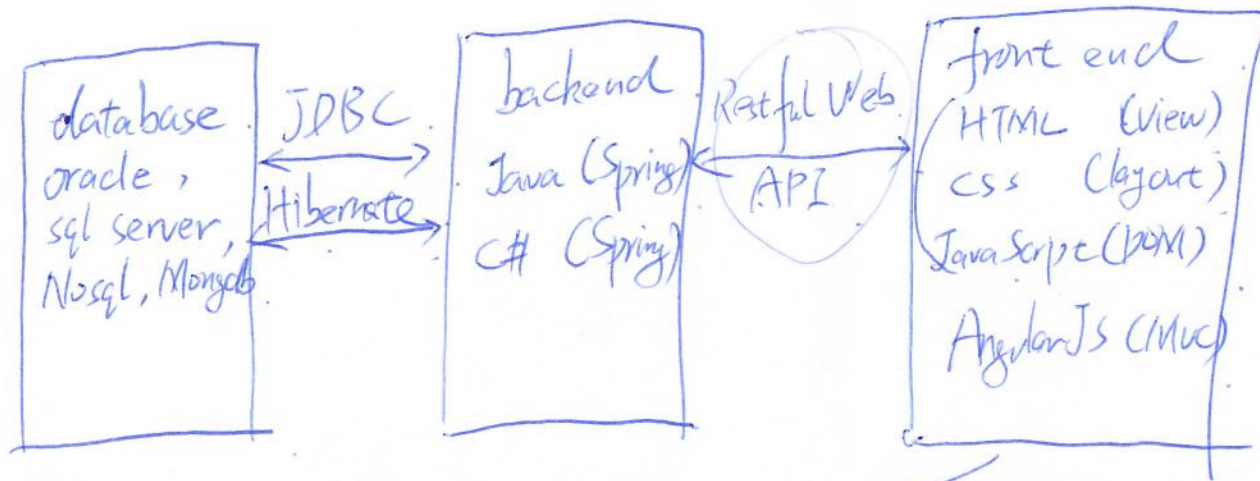 database
oracle,
sql server,
Nosql, Mongdb
JDBC
Hibernate
backend
Java (Spring)
C# (Spring)
Restful Web
API
front end
HTML (View)
css (layout)
JavaScript (DOM)
AngularJS (MVC)